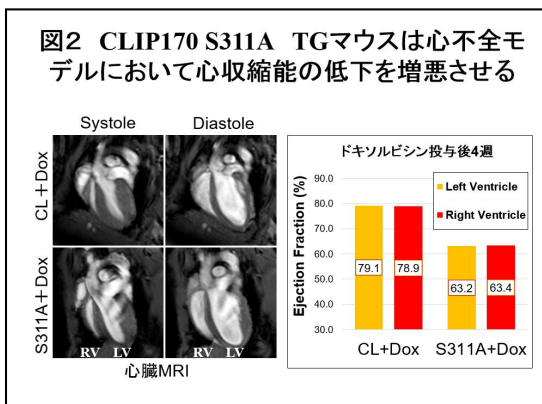 図2 CLIP170 S311A TGマウスは心不全モ
デルにおいて心収縮能の低下を増悪させる
Systole Diastole
CL+Dox
S311A+Dox
RV LV RV LV
心臓MRI
ドキソルビシン投与後4週
Ejection Fraction (%)
90.0
80.0
70.0
60.0
50.0
40.0
30.0
Left Ventricle
Right Ventricle
79.1 78.9 63.2 63.4
CL+Dox S311A+Dox